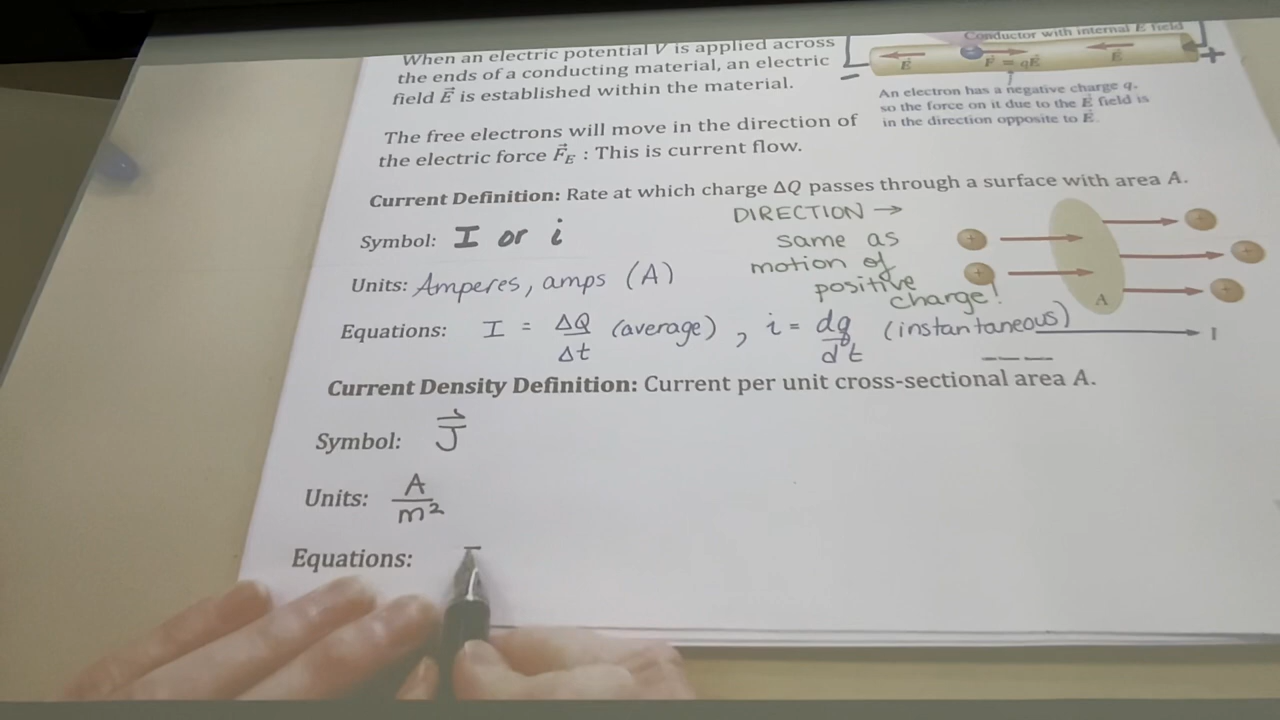 When an electric potential V is applied across
the ends of a conducting material, an electric
field E⃗ is established within the material.
Conductor with internal E field
E⃗
F⃗ = qE⃗
E⃗
−
+
An electron has a negative charge q,
so the force on it due to the E⃗ field is
in the direction opposite to E⃗.
The free electrons will move in the direction of
the electric force F⃗E : This is current flow.
Current Definition: Rate at which charge ΔQ passes through a surface with area A.
Symbol: I or i
DIRECTION →
same as
motion of
positive
charge!
+
+
+
+
+
A
I
Units: Amperes, amps (A)
Equations: I = ΔQ/Δt (average), i = dq/dt (instantaneous)
Current Density Definition: Current per unit cross-sectional area A.
Symbol: J⃗
Units: A/m²
Equations: